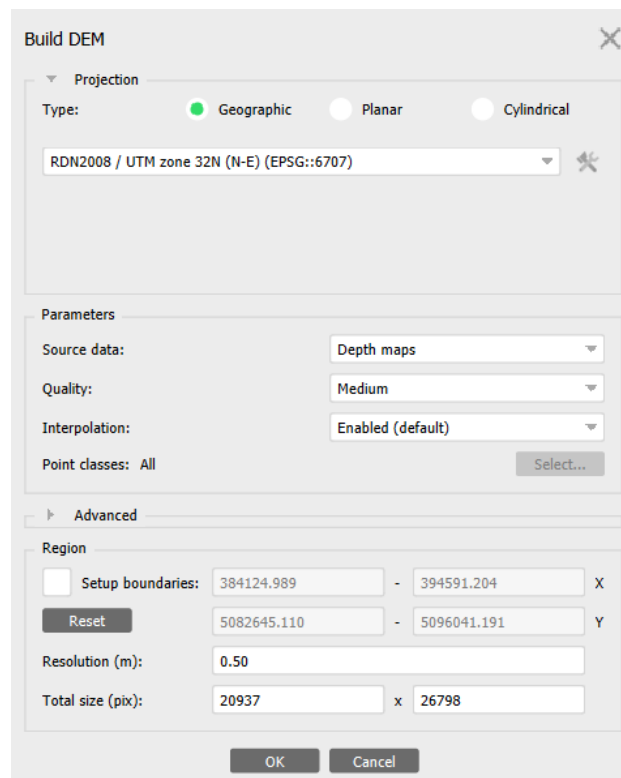 Build DEM
Projection
Type: Geographic Planar Cylindrical
RDN2008 / UTM zone 32N (N-E) (EPSG::6707)
Parameters
Source data: Depth maps
Quality: Medium
Interpolation: Enabled (default)
Point classes: All Select...
Advanced
Region
Setup boundaries: 384124.989 - 394591.204 X
Reset 5082645.110 - 5096041.191 Y
Resolution (m): 0.50
Total size (pix): 20937 x 26798
OK Cancel